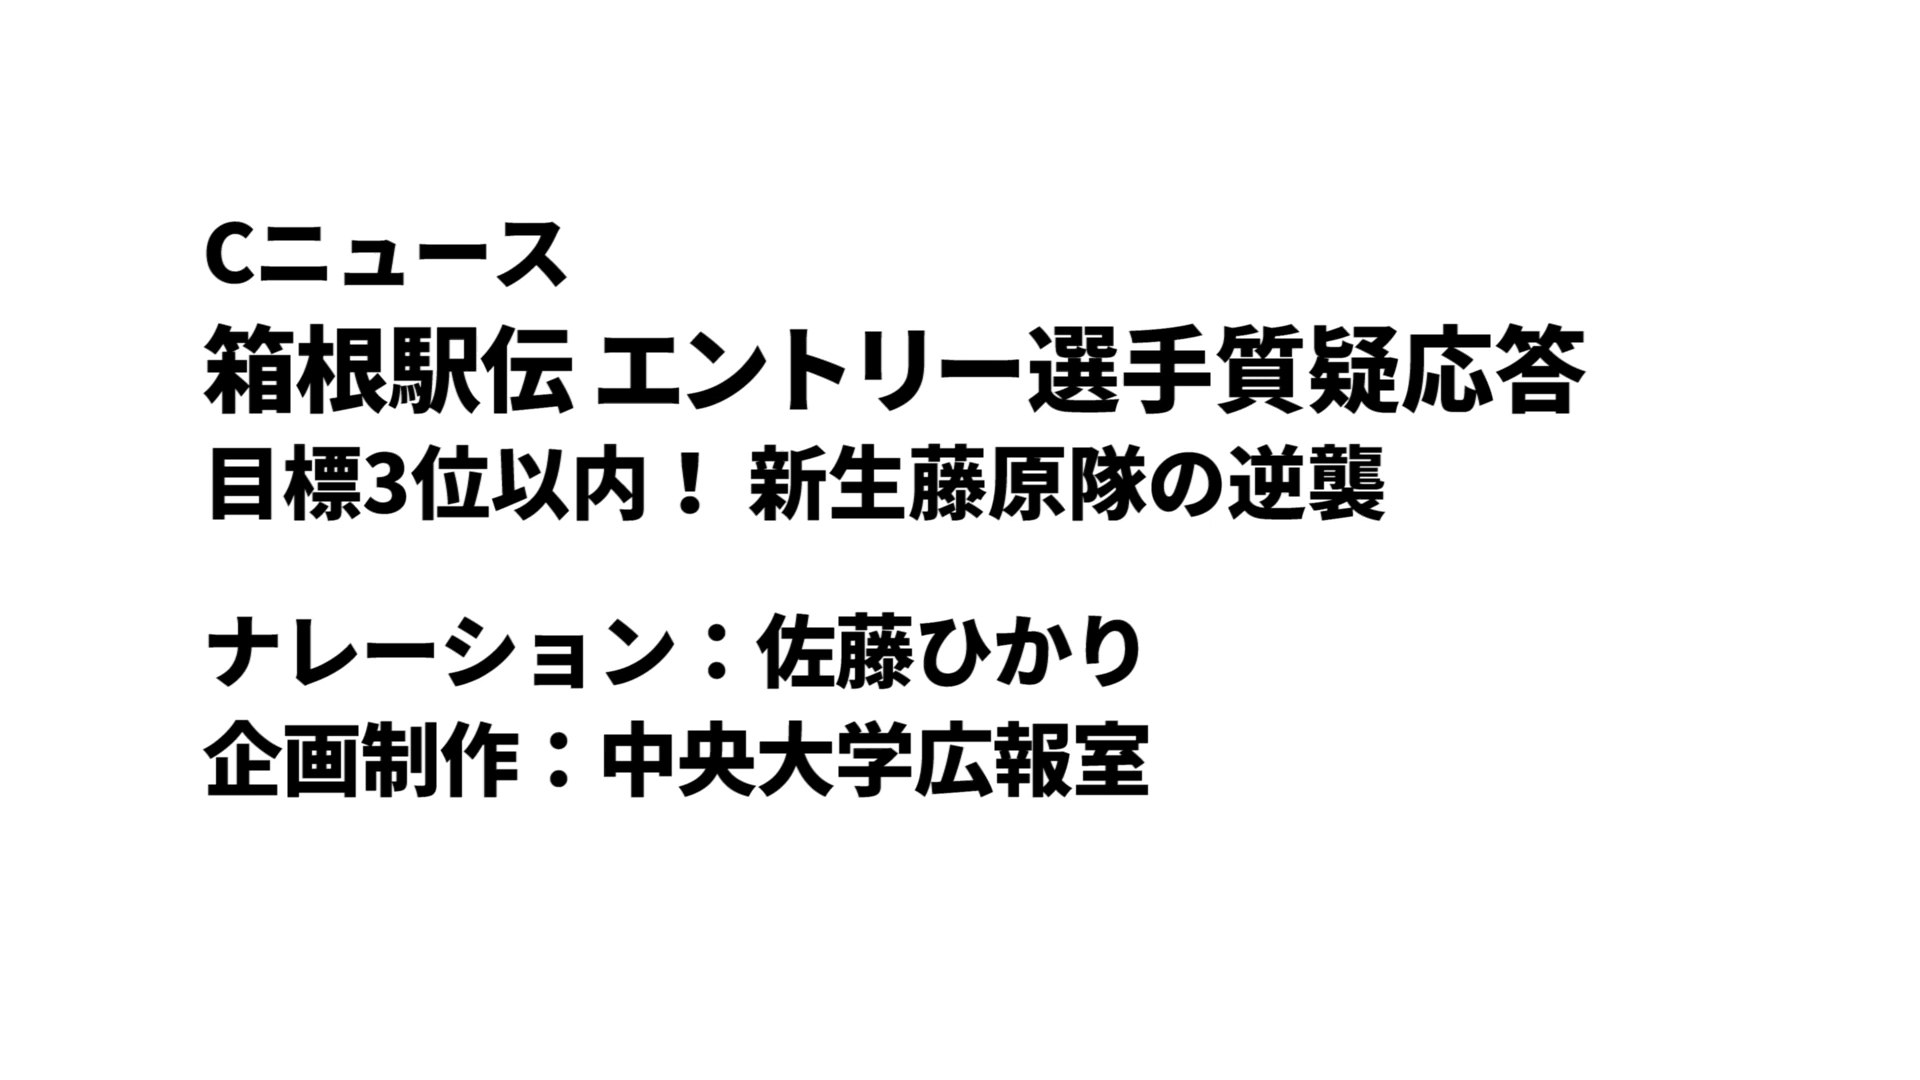 Cニュース
箱根駅伝 エントリー選手質疑応答
目標3位以内！ 新生藤原隊の逆襲
ナレーション：佐藤ひかり
企画制作：中央大学広報室